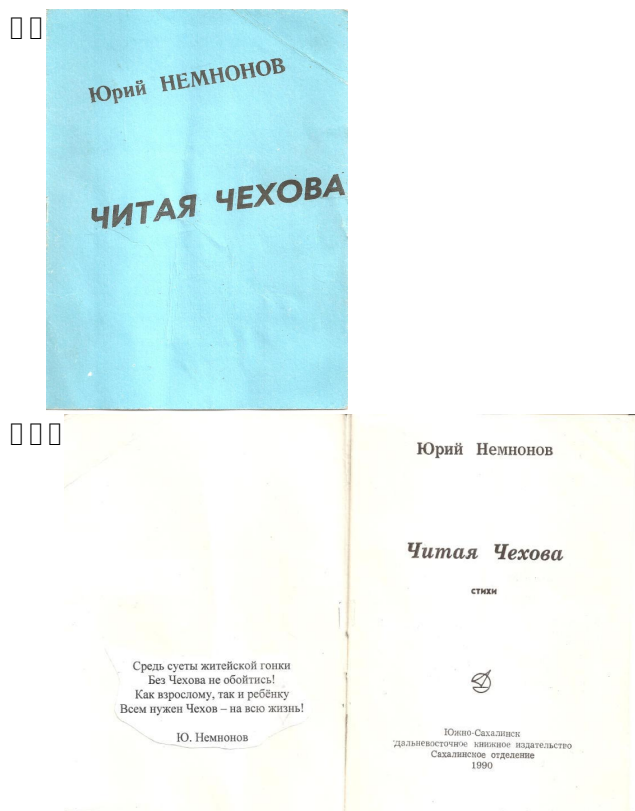 Юрий НЕМНОНОВ
ЧИТАЯ ЧЕХОВА
Средь суеты житейской гонки
Без Чехова не обойтись!
Как взрослому, так и ребёнку
Всем нужен Чехов – на всю жизнь!
Ю. Немнонов
Юрий Немнонов
Читая Чехова
стихи
Южно-Сахалинск
Дальневосточное книжное издательство
Сахалинское отделение
1990